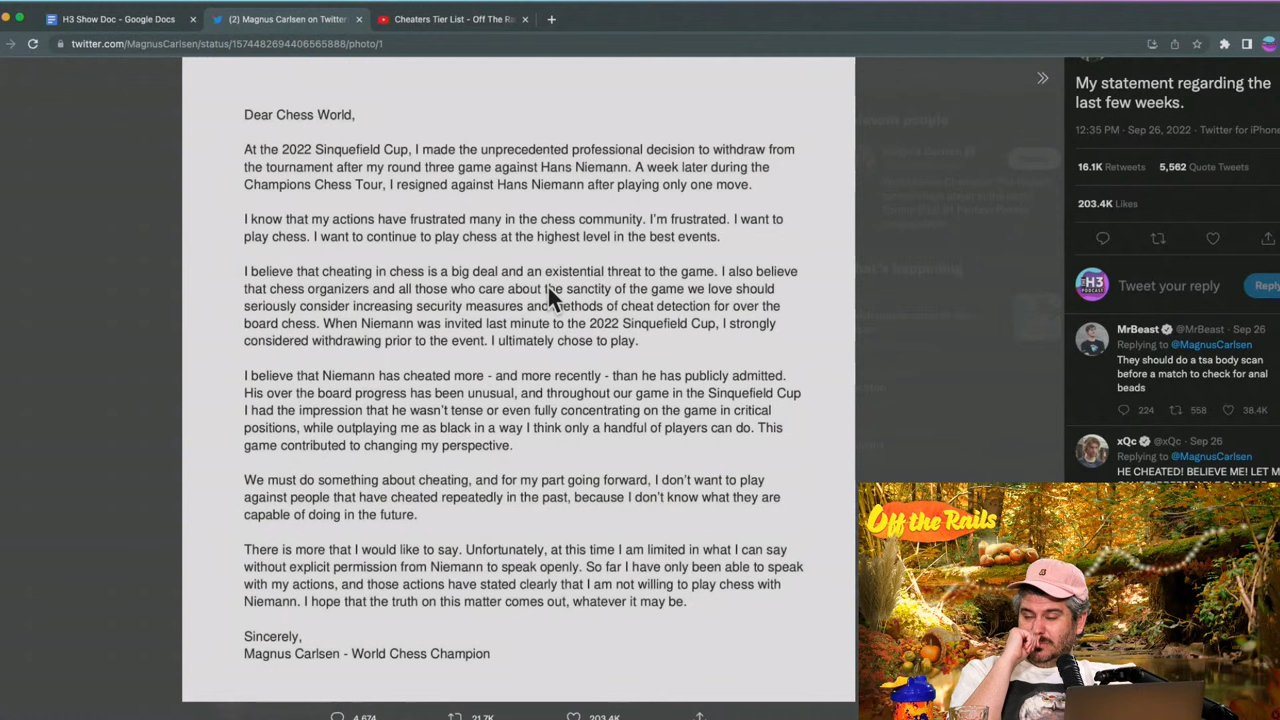 H3 Show Doc - Google Docs
(2) Magnus Carlsen on Twitter
Cheaters Tier List - Off The Ra
twitter.com/MagnusCarlsen/status/1574482694406565888/photo/1
Dear Chess World,
At the 2022 Sinquefield Cup, I made the unprecedented professional decision to withdraw from
the tournament after my round three game against Hans Niemann. A week later during the
Champions Chess Tour, I resigned against Hans Niemann after playing only one move.
I know that my actions have frustrated many in the chess community. I'm frustrated. I want to
play chess. I want to continue to play chess at the highest level in the best events.
I believe that cheating in chess is a big deal and an existential threat to the game. I also believe
that chess organizers and all those who care about the sanctity of the game we love should
seriously consider increasing security measures and methods of cheat detection for over the
board chess. When Niemann was invited last minute to the 2022 Sinquefield Cup, I strongly
considered withdrawing prior to the event. I ultimately chose to play.
I believe that Niemann has cheated more - and more recently - than he has publicly admitted.
His over the board progress has been unusual, and throughout our game in the Sinquefield Cup
I had the impression that he wasn't tense or even fully concentrating on the game in critical
positions, while outplaying me as black in a way I think only a handful of players can do. This
game contributed to changing my perspective.
We must do something about cheating, and for my part going forward, I don't want to play
against people that have cheated repeatedly in the past, because I don't know what they are
capable of doing in the future.
There is more that I would like to say. Unfortunately, at this time I am limited in what I can say
without explicit permission from Niemann to speak openly. So far I have only been able to speak
with my actions, and those actions have stated clearly that I am not willing to play chess with
Niemann. I hope that the truth on this matter comes out, whatever it may be.
Sincerely,
Magnus Carlsen - World Chess Champion
4,674 21.7K 203.4K
My statement regarding the
last few weeks.
12:35 PM · Sep 26, 2022 · Twitter for iPhone
16.1K Retweets 5,562 Quote Tweets
203.4K Likes
THE H3 PODCAST
Tweet your reply!
Reply
MrBeast @MrBeast · Sep 26
Replying to @MagnusCarlsen
They should do a tsa body scan
before a match to check for anal
beads
224 558 38.4K
xQc @xQc · Sep 26
Replying to @MagnusCarlsen
HE CHEATED! BELIEVE ME! LET M
Off the Rails